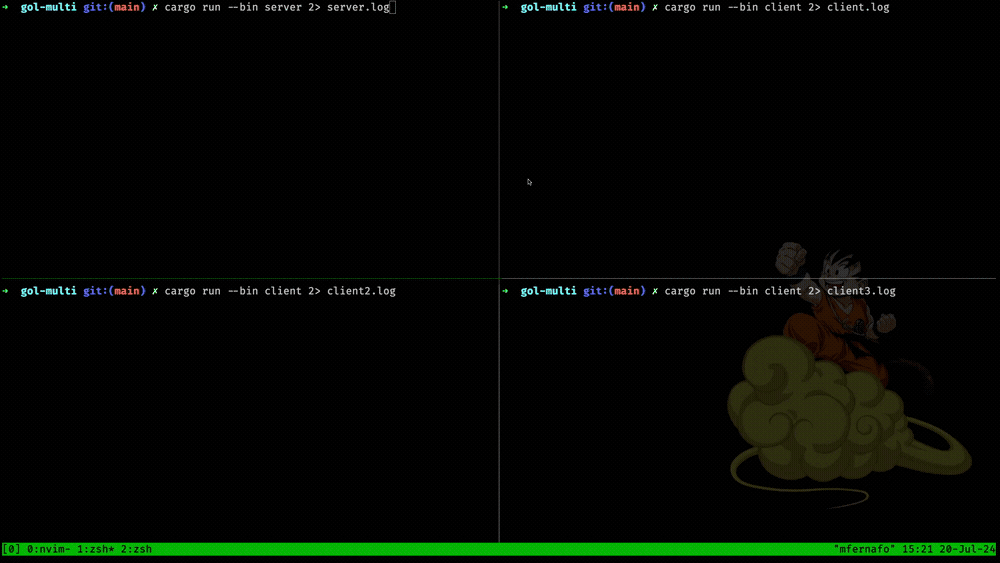 ➜  gol-multi git:(main) ✗ cargo run --bin server 2> server.log
➜  gol-multi git:(main) ✗ cargo run --bin client 2> client.log
➜  gol-multi git:(main) ✗ cargo run --bin client 2> client2.log
➜  gol-multi git:(main) ✗ cargo run --bin client 2> client3.log
[0] 0:nvim- 1:zsh* 2:zsh "mfernafo" 15:21 20-Jul-24